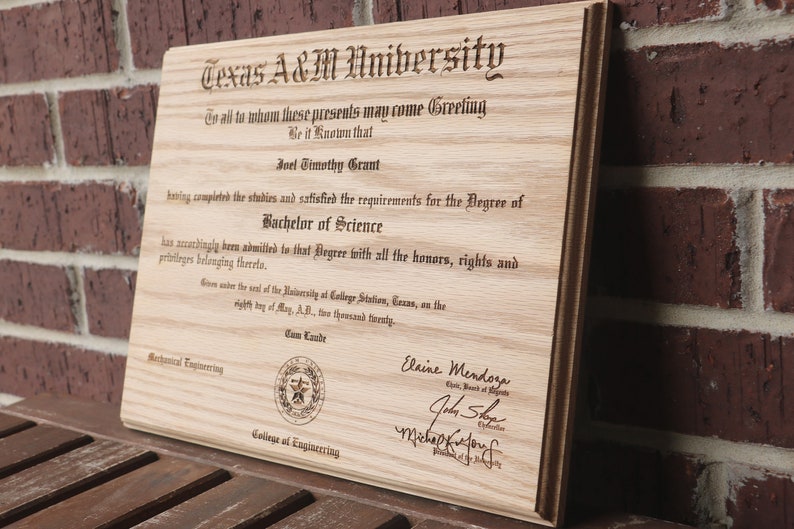 Texas A&M University
To all to whom these presents may come Greeting
Be it Known that
Joel Timothy Grant
having completed the studies and satisfied the requirements for the Degree of
Bachelor of Science
has accordingly been admitted to that Degree with all the honors, rights and
privileges belonging thereto.
Given under the seal of the University at College Station, Texas, on the
eighth day of May, A.D., two thousand twenty.
Cum Laude
Mechanical Engineering
College of Engineering
Elaine Mendoza
Chair, Board of Regents
John
Chancellor
Michael K. Young
President of the University